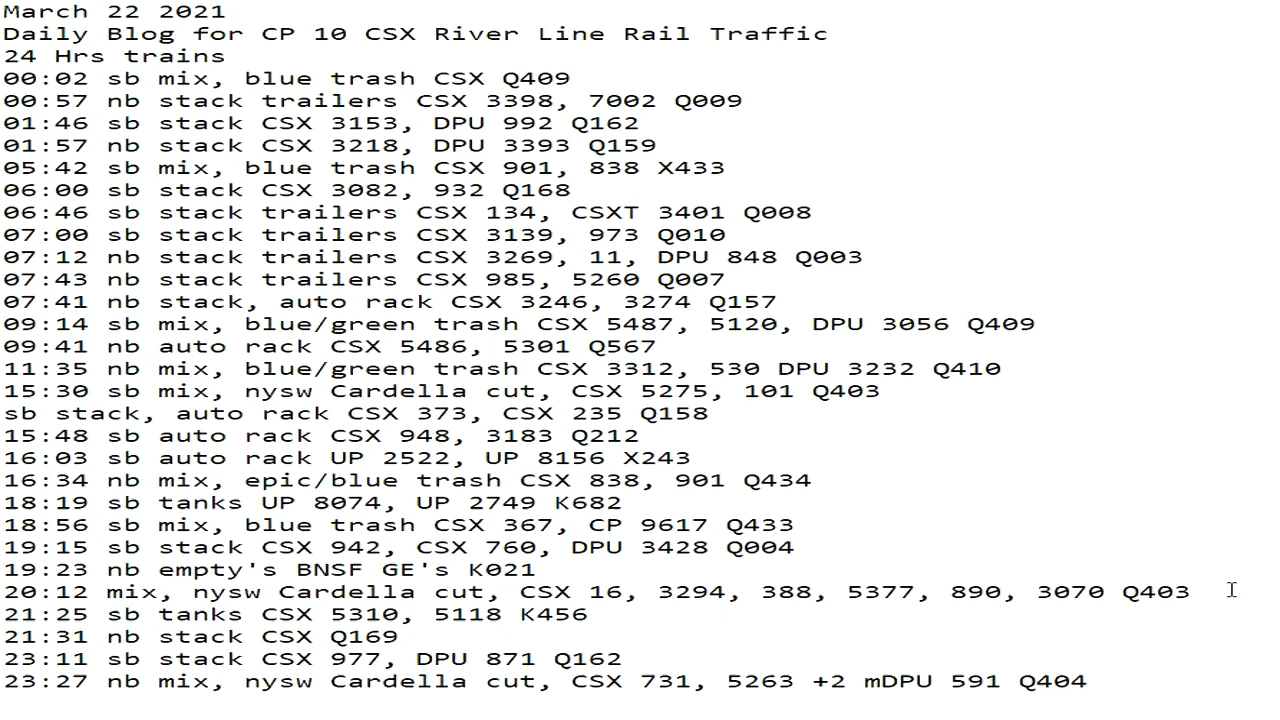 March 22 2021
Daily Blog for CP 10 CSX River Line Rail Traffic
24 Hrs trains
00:02 sb mix, blue trash CSX Q409
00:57 nb stack trailers CSX 3398, 7002 Q009
01:46 sb stack CSX 3153, DPU 992 Q162
01:57 nb stack CSX 3218, DPU 3393 Q159
05:42 sb mix, blue trash CSX 901, 838 X433
06:00 sb stack CSX 3082, 932 Q168
06:46 sb stack trailers CSX 134, CSXT 3401 Q008
07:00 sb stack trailers CSX 3139, 973 Q010
07:12 nb stack trailers CSX 3269, 11, DPU 848 Q003
07:43 nb stack trailers CSX 985, 5260 Q007
07:41 nb stack, auto rack CSX 3246, 3274 Q157
09:14 sb mix, blue/green trash CSX 5487, 5120, DPU 3056 Q409
09:41 nb auto rack CSX 5486, 5301 Q567
11:35 nb mix, blue/green trash CSX 3312, 530 DPU 3232 Q410
15:30 sb mix, nysw Cardella cut, CSX 5275, 101 Q403
sb stack, auto rack CSX 373, CSX 235 Q158
15:48 sb auto rack CSX 948, 3183 Q212
16:03 sb auto rack UP 2522, UP 8156 X243
16:34 nb mix, epic/blue trash CSX 838, 901 Q434
18:19 sb tanks UP 8074, UP 2749 K682
18:56 sb mix, blue trash CSX 367, CP 9617 Q433
19:15 sb stack CSX 942, CSX 760, DPU 3428 Q004
19:23 nb empty's BNSF GE's K021
20:12 mix, nysw Cardella cut, CSX 16, 3294, 388, 5377, 890, 3070 Q403
21:25 sb tanks CSX 5310, 5118 K456
21:31 nb stack CSX Q169
23:11 sb stack CSX 977, DPU 871 Q162
23:27 nb mix, nysw Cardella cut, CSX 731, 5263 +2 mDPU 591 Q404